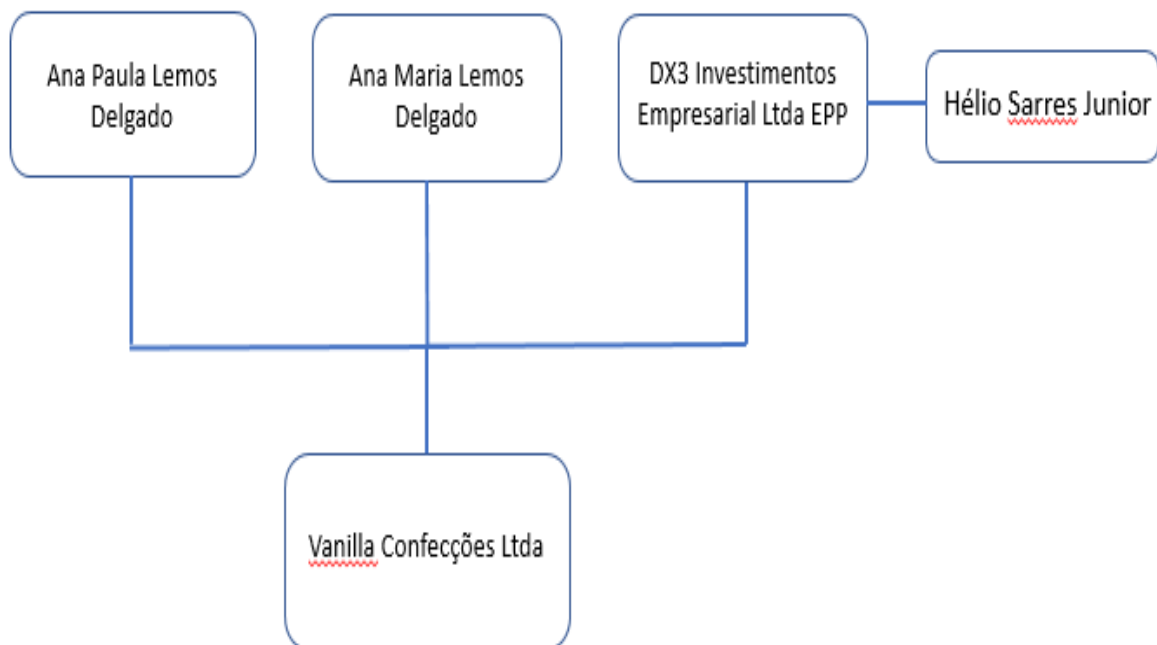 Ana Paula Lemos
Delgado
Ana Maria Lemos
Delgado
DX3 Investimentos
Empresarial Ltda EPP
Hélio Sarres Junior
Vanilla Confecções Ltda